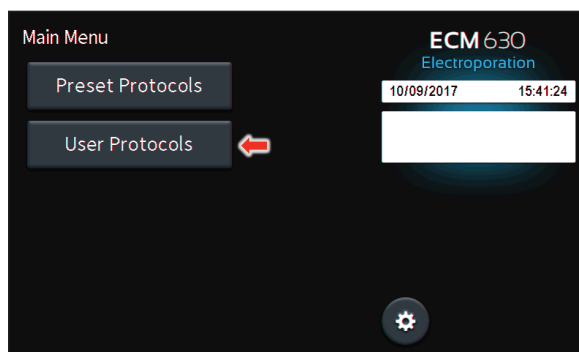 Main Menu
Preset Protocols
User Protocols
ECM 630
Electroporation
10/09/2017 15:41:24